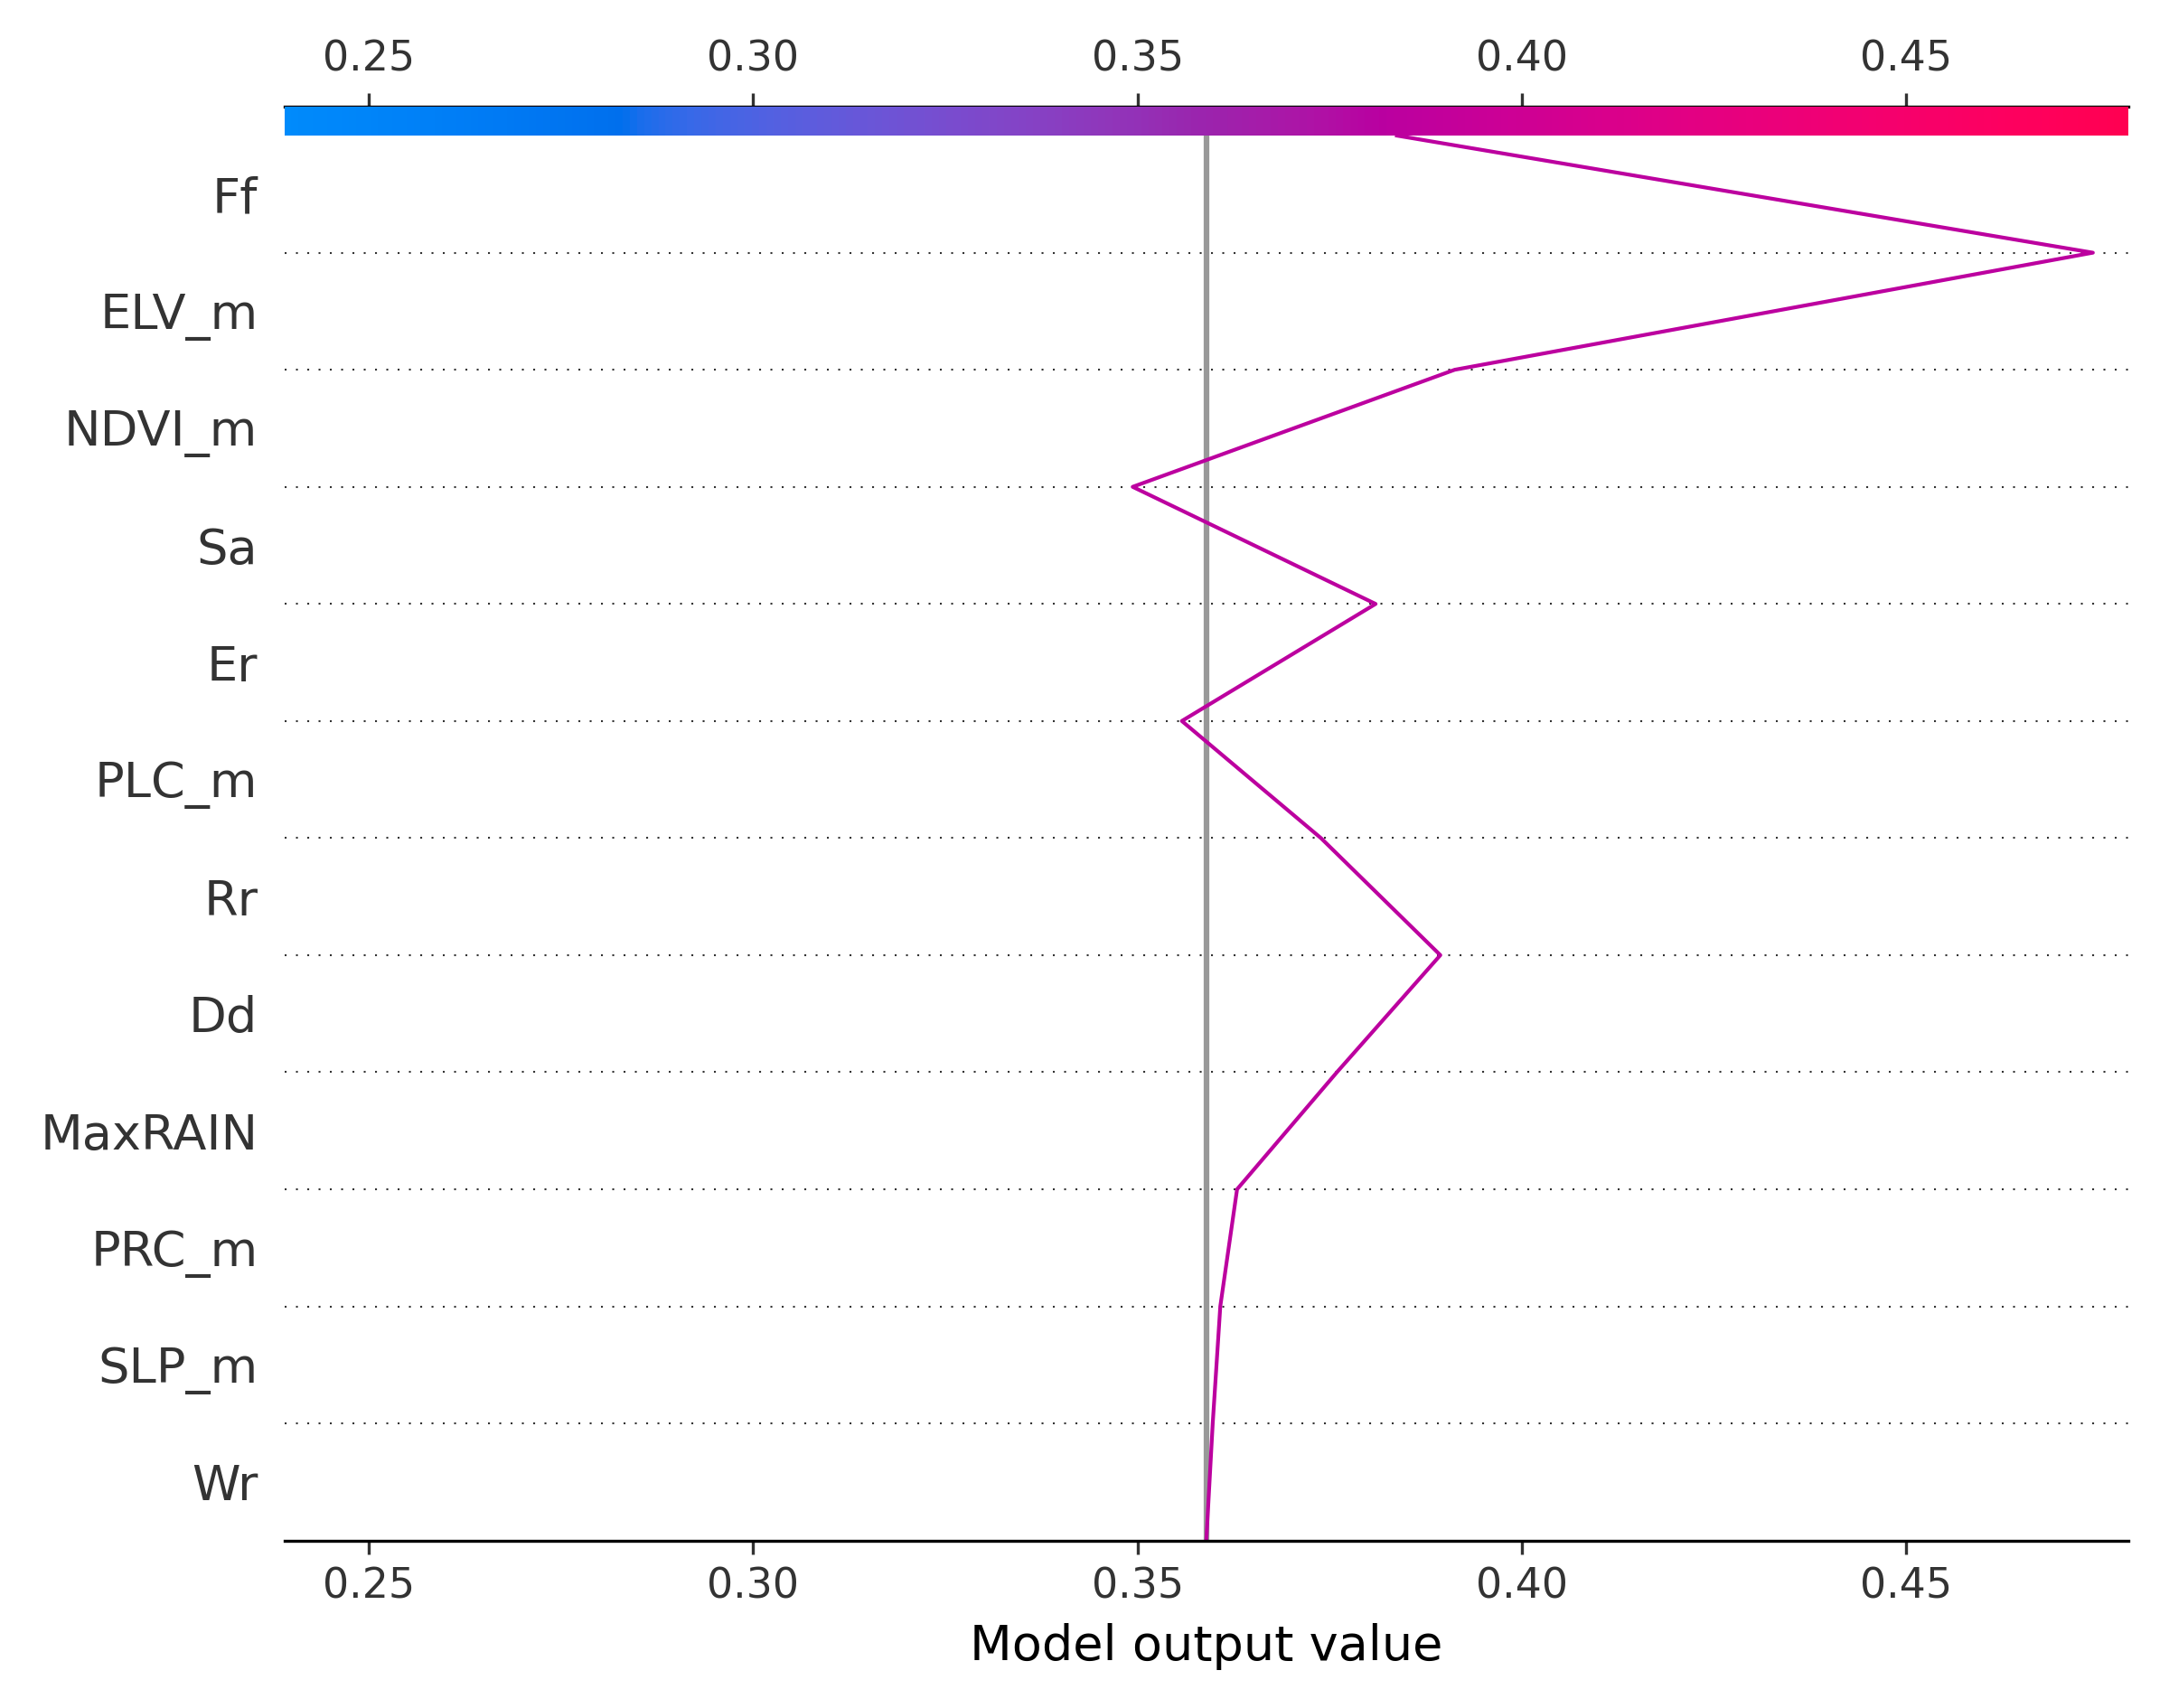 0.25 0.30 0.35 0.40 0.45
Ff
ELV_m
NDVI_m
Sa
Er
PLC_m
Rr
Dd
MaxRAIN
PRC_m
SLP_m
Wr
0.25 0.30 0.35 0.40 0.45
Model output value